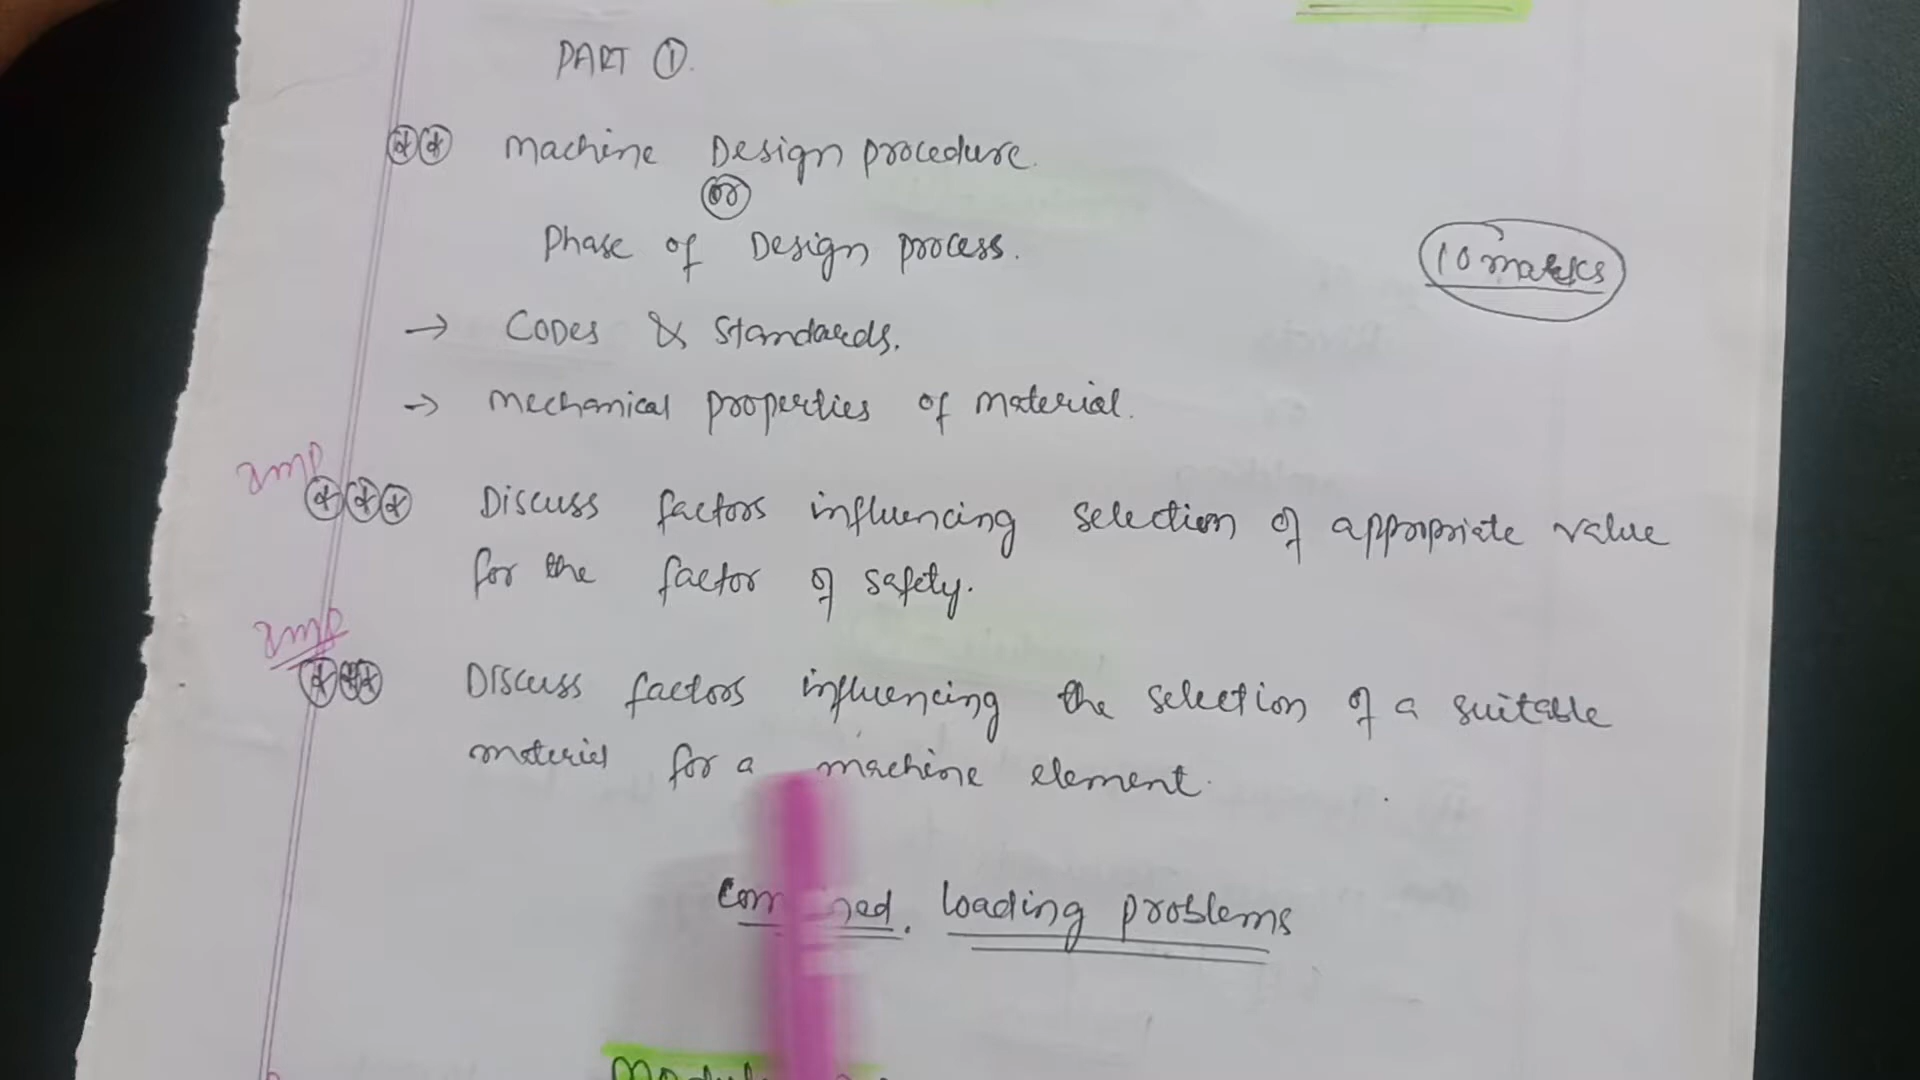 PART ①.
⊛⊛ Machine Design procedure.
or
Phase of Design process.
10 marks
→ Codes & Standards.
→ Mechanical properties of material.
Imp
⊛⊛⊛ Discuss factors influencing selection of appropriate value
for the factor of safety.
Imp
⊛⊛⊛ Discuss factors influencing the selection of a suitable
material for a machine element.
loading problems